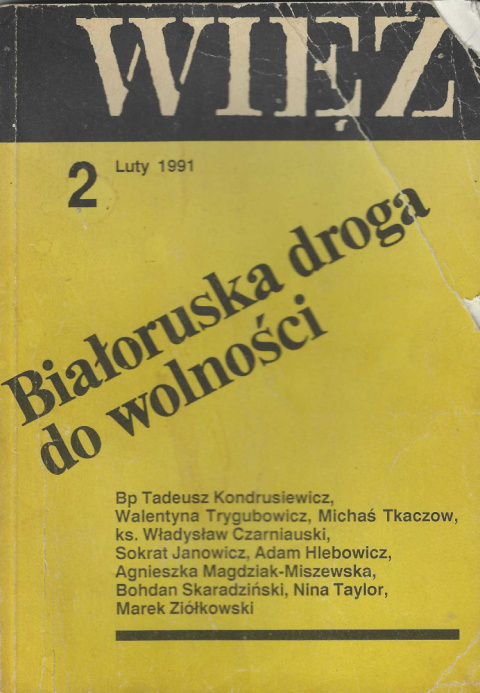 WIĘŹ
2
Luty 1991
Białoruska droga
do wolności
Bp Tadeusz Kondrusiewicz,
Walentyna Trygubowicz, Michaś Tkaczow,
ks. Władysław Czarniauski,
Sokrat Janowicz, Adam Hlebowicz,
Agnieszka Magdziak-Miszewska,
Bohdan Skaradziński, Nina Taylor,
Marek Ziółkowski